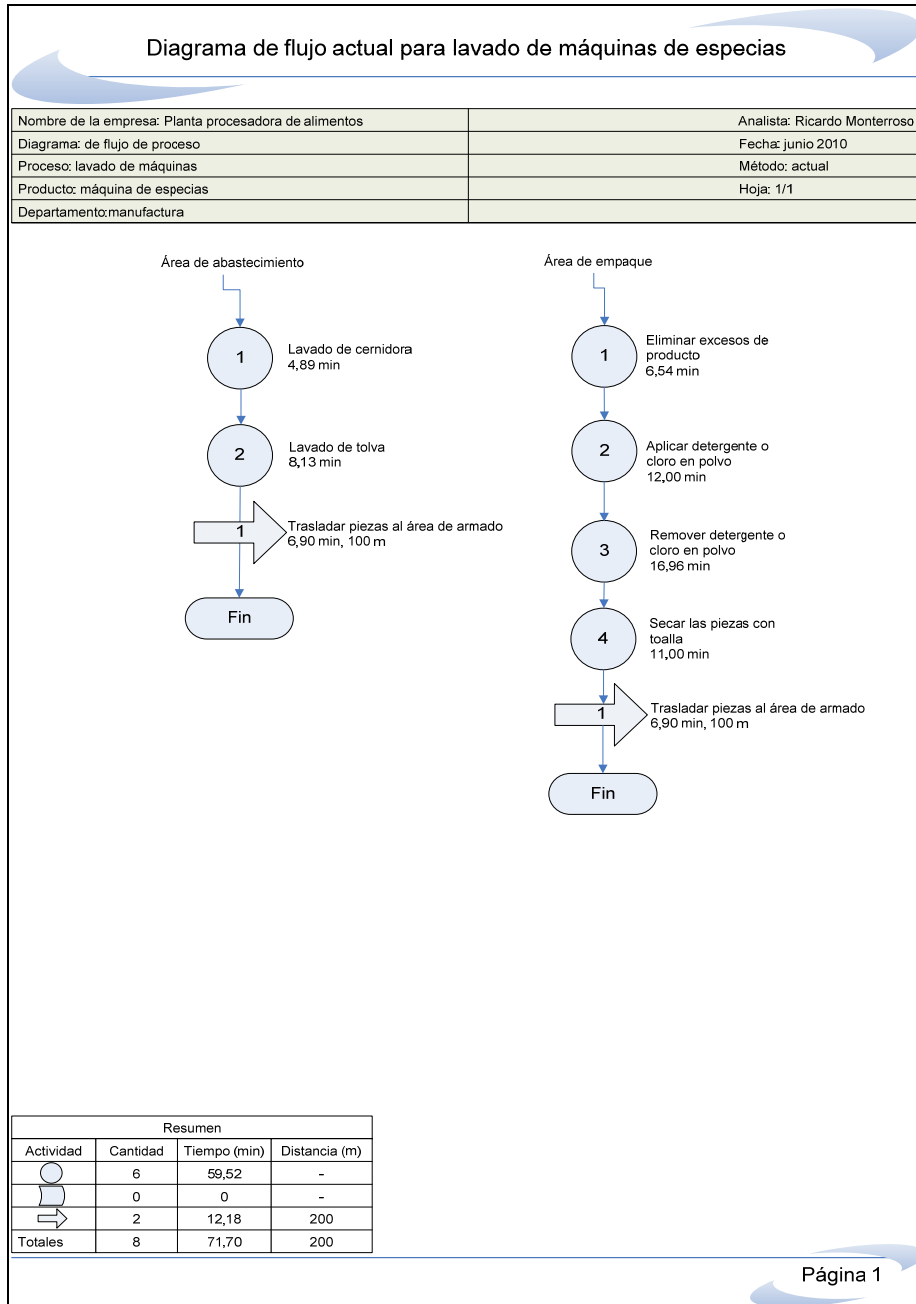 Diagrama de flujo actual para lavado de máquinas de especias
Nombre de la empresa: Planta procesadora de alimentos
Analista: Ricardo Monterroso
Diagrama: de flujo de proceso
Fecha: junio 2010
Proceso: lavado de máquinas
Método: actual
Producto: máquina de especias
Hoja: 1/1
Departamento:manufactura
Área de abastecimiento
1
Lavado de cernidora
4,89 min
2
Lavado de tolva
8,13 min
1
Trasladar piezas al área de armado
6,90 min, 100 m
Fin
Área de empaque
1
Eliminar excesos de
producto
6,54 min
2
Aplicar detergente o
cloro en polvo
12,00 min
3
Remover detergente o
cloro en polvo
16,96 min
4
Secar las piezas con
toalla
11,00 min
1
Trasladar piezas al área de armado
6,90 min, 100 m
Fin
Resumen
Actividad Cantidad Tiempo (min) Distancia (m)
6 59,52 -
0 0 -
2 12,18 200
Totales 8 71,70 200
Página 1